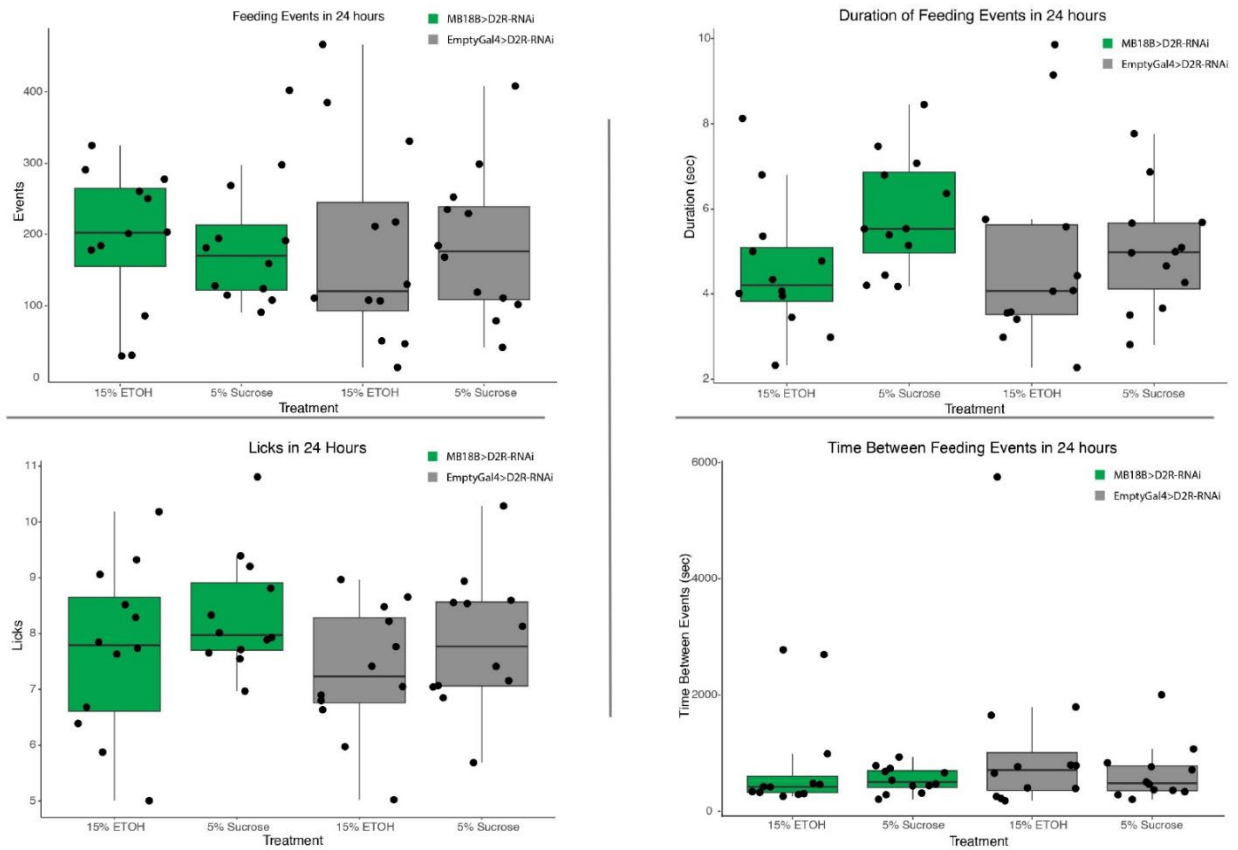 Feeding Events in 24 hours
MB18B>D2R-RNAi
EmptyGal4>D2R-RNAi
Events
400
300
200
100
0
15% ETOH
5% Sucrose
15% ETOH
5% Sucrose
Treatment
Duration of Feeding Events in 24 hours
MB18B>D2R-RNAi
EmptyGal4>D2R-RNAi
Duration (sec)
10
8
6
4
2
15% ETOH
5% Sucrose
15% ETOH
5% Sucrose
Treatment
Licks in 24 Hours
MB18B>D2R-RNAi
EmptyGal4>D2R-RNAi
Licks
11
10
9
8
7
6
5
15% ETOH
5% Sucrose
15% ETOH
5% Sucrose
Treatment
Time Between Feeding Events in 24 hours
MB18B>D2R-RNAi
EmptyGal4>D2R-RNAi
Time Between Events (sec)
6000
4000
2000
0
15% ETOH
5% Sucrose
15% ETOH
5% Sucrose
Treatment